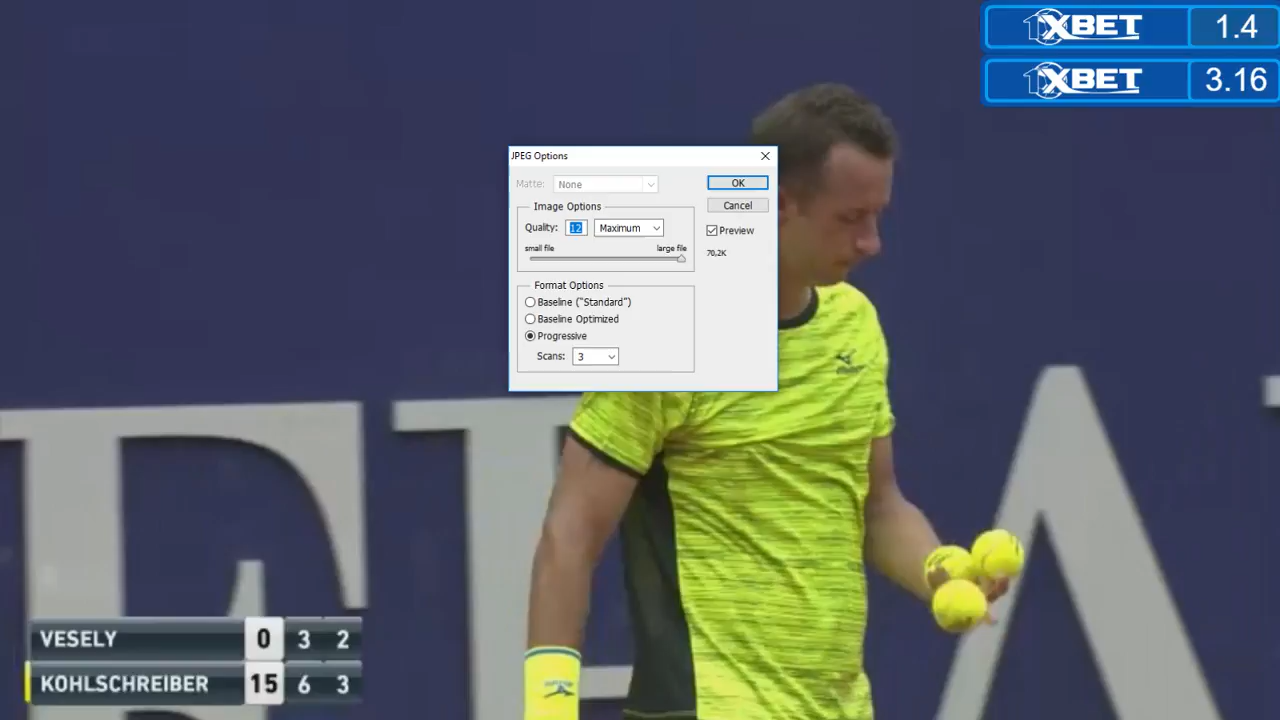 1XBET 1.4
1XBET 3.16
JPEG Options
Matte: None
OK
Image Options
Cancel
Quality: 12 Maximum
Preview
small file large file
70,2K
Format Options
Baseline ("Standard")
Baseline Optimized
Progressive
Scans: 3
VESELY 0 3 2
KOHLSCHREIBER 15 6 3